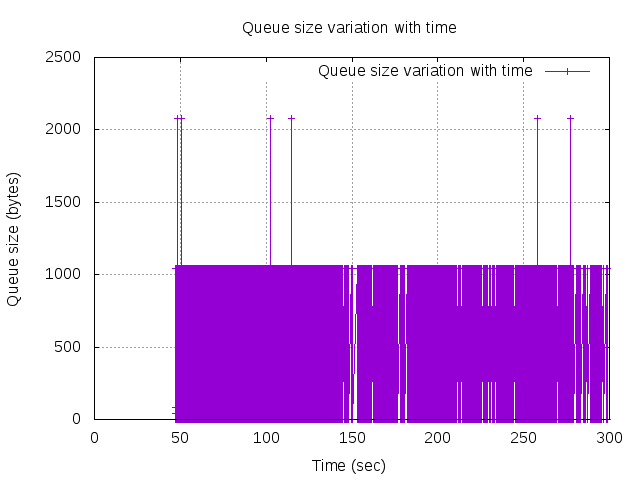 Queue size variation with time
Queue size variation with time
2500
2000
1500
1000
500
0
Queue size (bytes)
0 50 100 150 200 250 300
Time (sec)